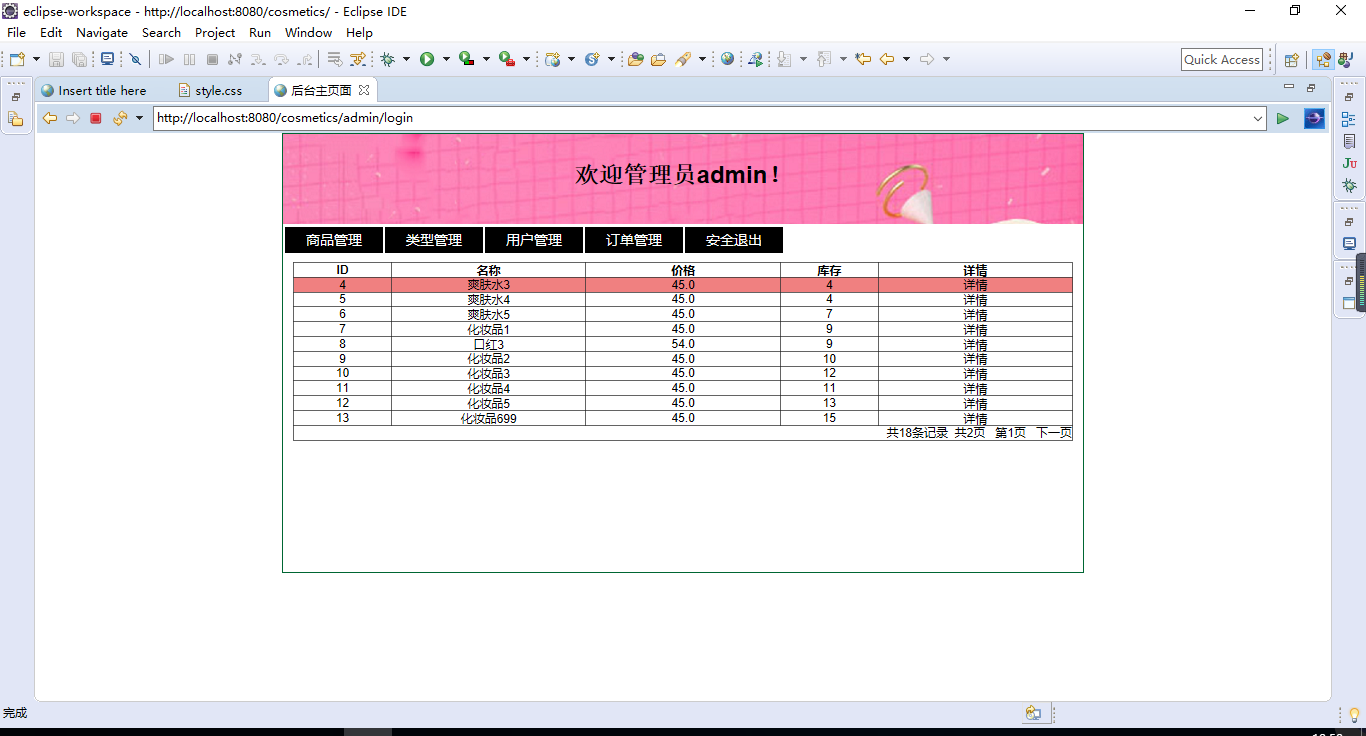 eclipse-workspace - http://localhost:8080/cosmetics/ - Eclipse IDE
File Edit Navigate Search Project Run Window Help
Quick Access
Insert title here style.css 后台主页面
http://localhost:8080/cosmetics/admin/login
欢迎管理员admin！
商品管理 类型管理 用户管理 订单管理 安全退出
ID 名称 价格 库存 详情
4 爽肤水3 45.0 4 详情
5 爽肤水4 45.0 4 详情
6 爽肤水5 45.0 7 详情
7 化妆品1 45.0 9 详情
8 口红3 54.0 9 详情
9 化妆品2 45.0 10 详情
10 化妆品3 45.0 12 详情
11 化妆品4 45.0 11 详情
12 化妆品5 45.0 13 详情
13 化妆品699 45.0 15 详情
共18条记录 共2页 第1页 下一页
完成